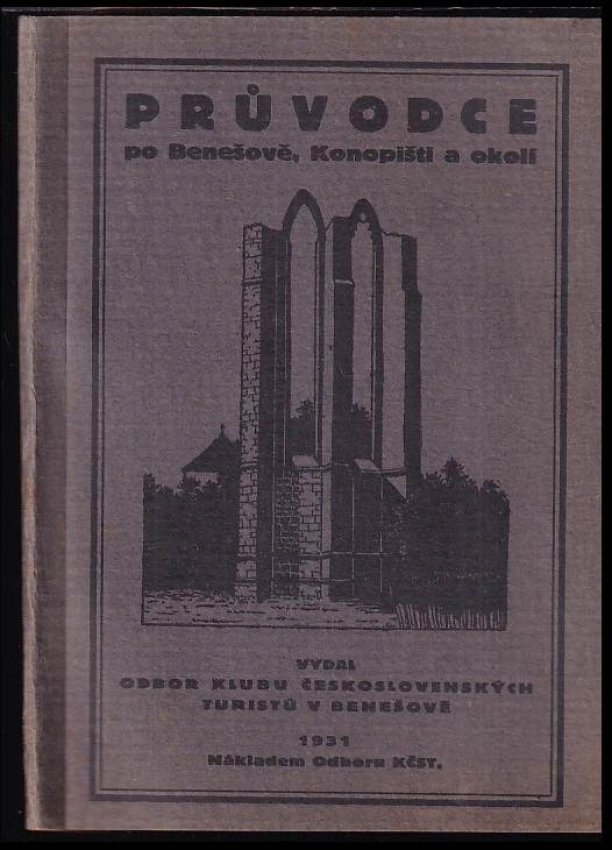 PRŮVODCE
po Benešově, Konopišti a okolí
VYDAL
ODBOR KLUBU ČESKOSLOVENSKÝCH
TURISTŮ V BENEŠOVĚ
1931
Nákladem Odboru KČST.